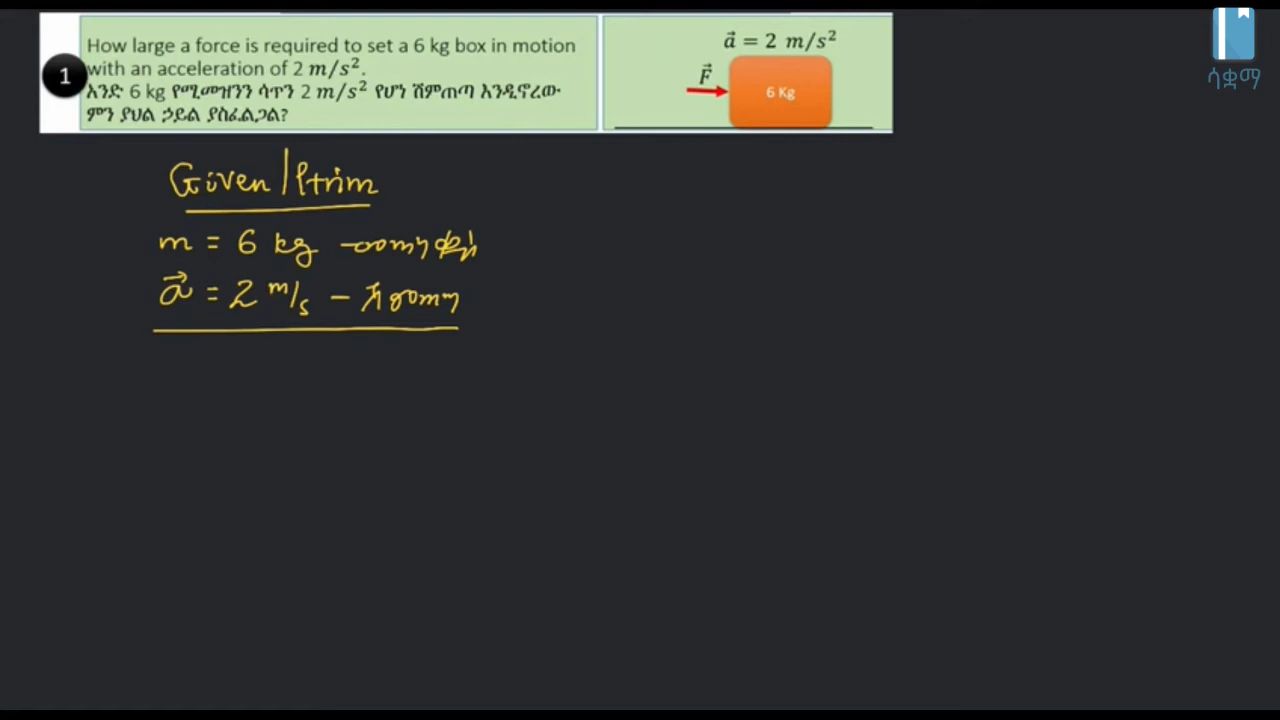 1
How large a force is required to set a 6 kg box in motion
with an acceleration of 2 m/s².
አንድ 6 kg የሚመዝንን ሳጥን 2 m/s² የሆነ ሽምጠጣ እንዲኖረው
ምን ያህል ኃይል ያስፈልጋል?
a⃗ = 2 m/s²
F⃗
6 Kg
ሳቋማ
Given/የተሰጠ
m = 6 kg
a⃗ = 2 m/s -